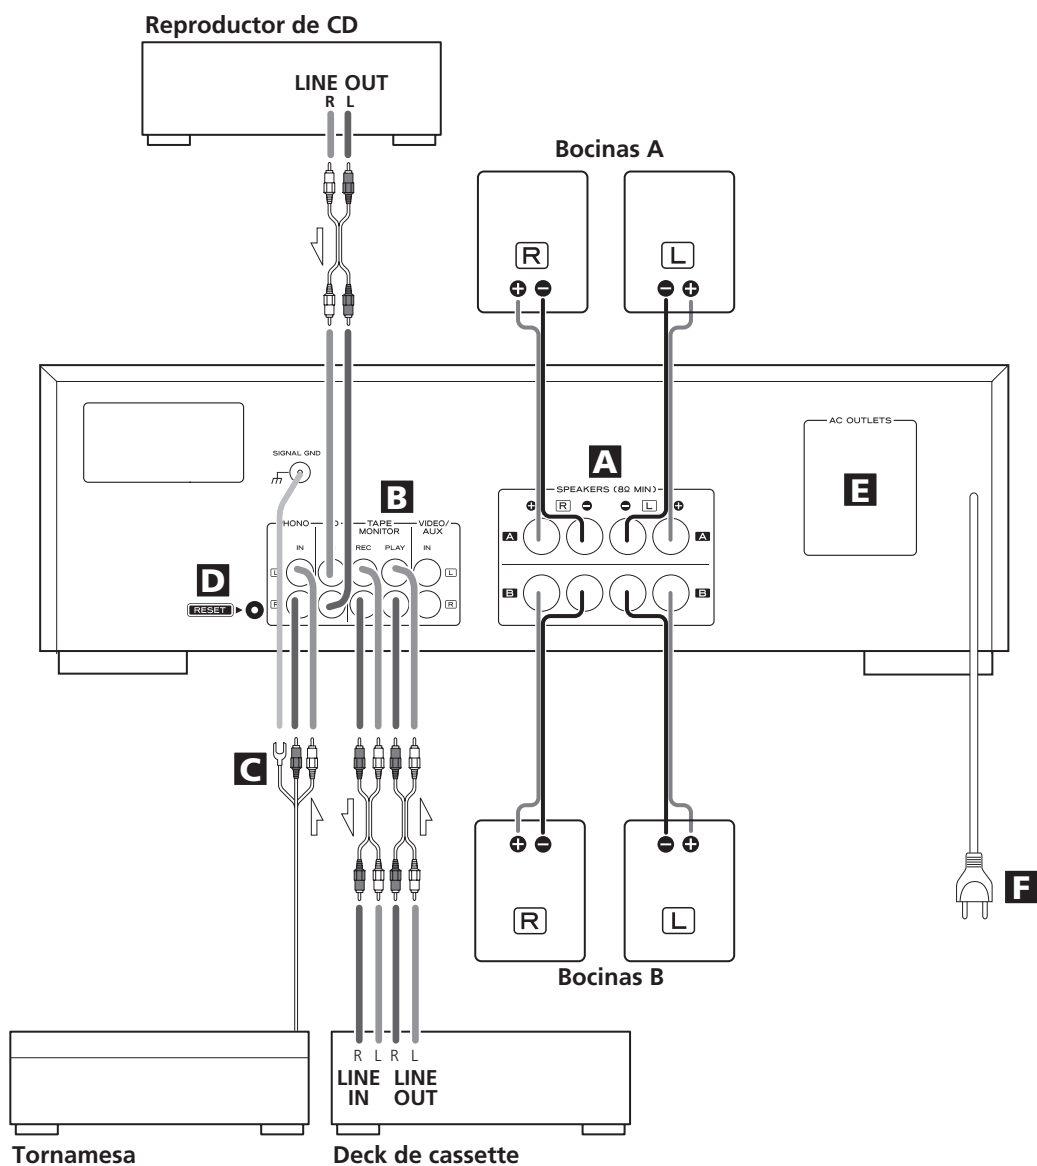 Reproductor de CD
LINE OUT
R L
Bocinas A
R L
AC OUTLETS
E
SIGNAL GND
A
SPEAKERS (8Ω MIN)
R L
B
PHONO D TAPE MONITOR VIDEO/AUX
IN REC PLAY IN
L L
R R
A A
B B
D
RESET
C
F
R L
Bocinas B
R L R L
LINE IN LINE OUT
Tornamesa
Deck de cassette